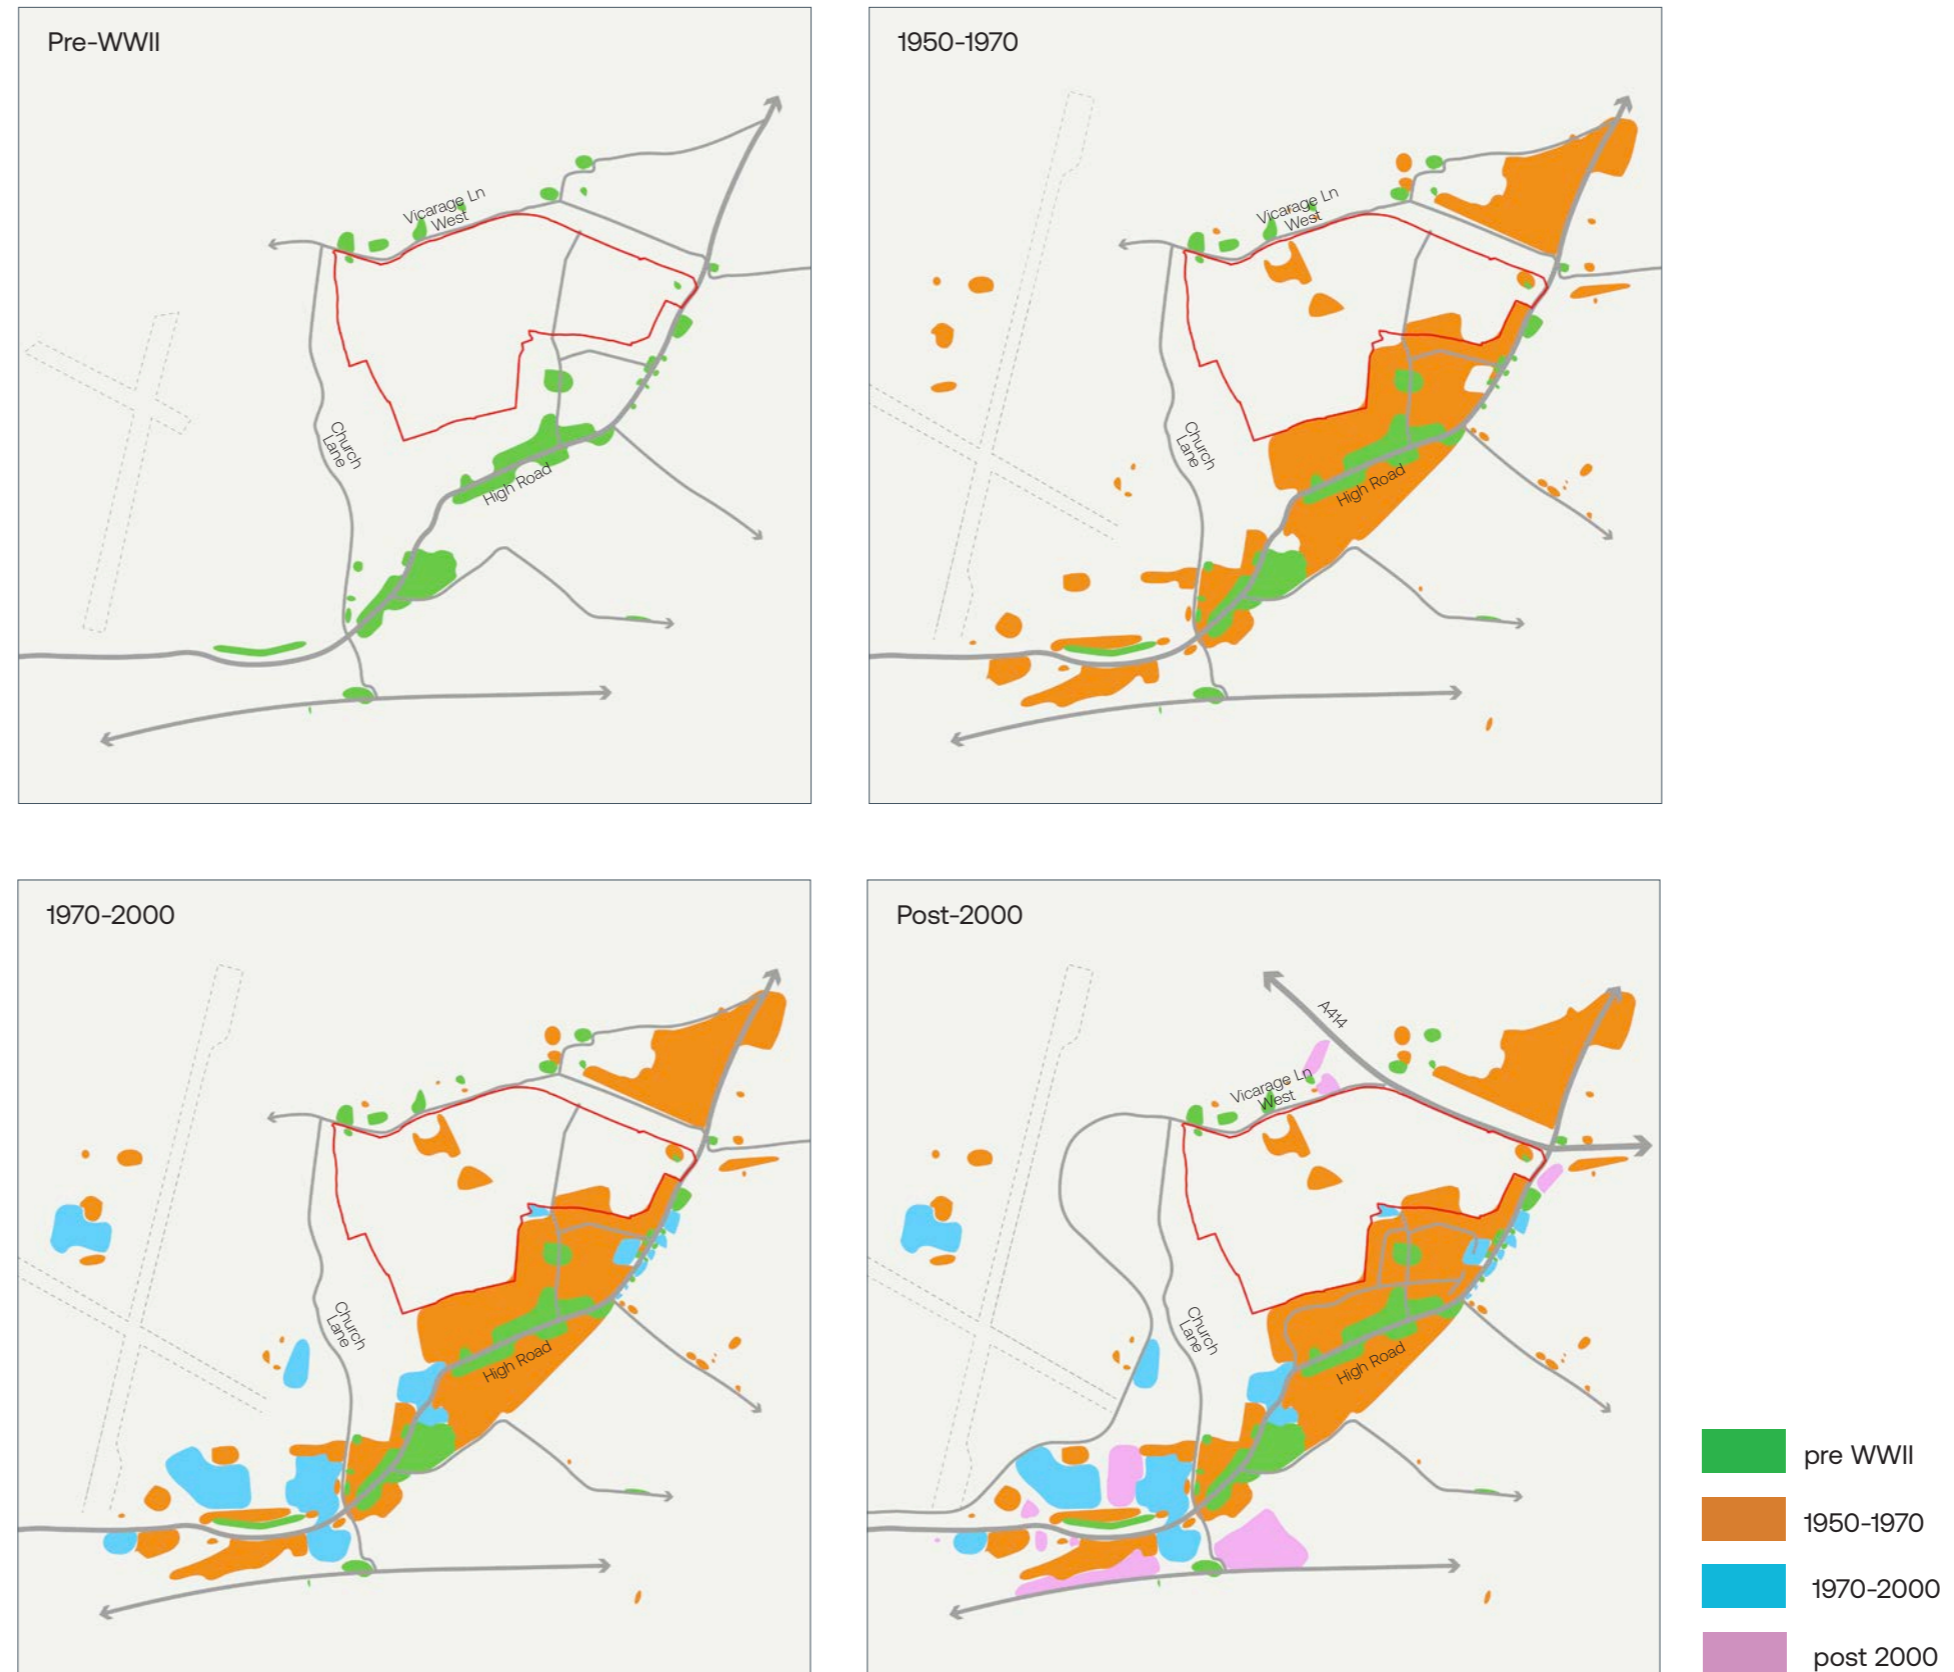 Pre-WWII
Vicarage Ln
West
Church
Lane
High Road
1950-1970
Vicarage Ln
West
Church
Lane
High Road
1970-2000
Church
Lane
High Road
Post-2000
A414
Vicarage Ln
West
Church
Lane
High Road
pre WWII
1950-1970
1970-2000
post 2000